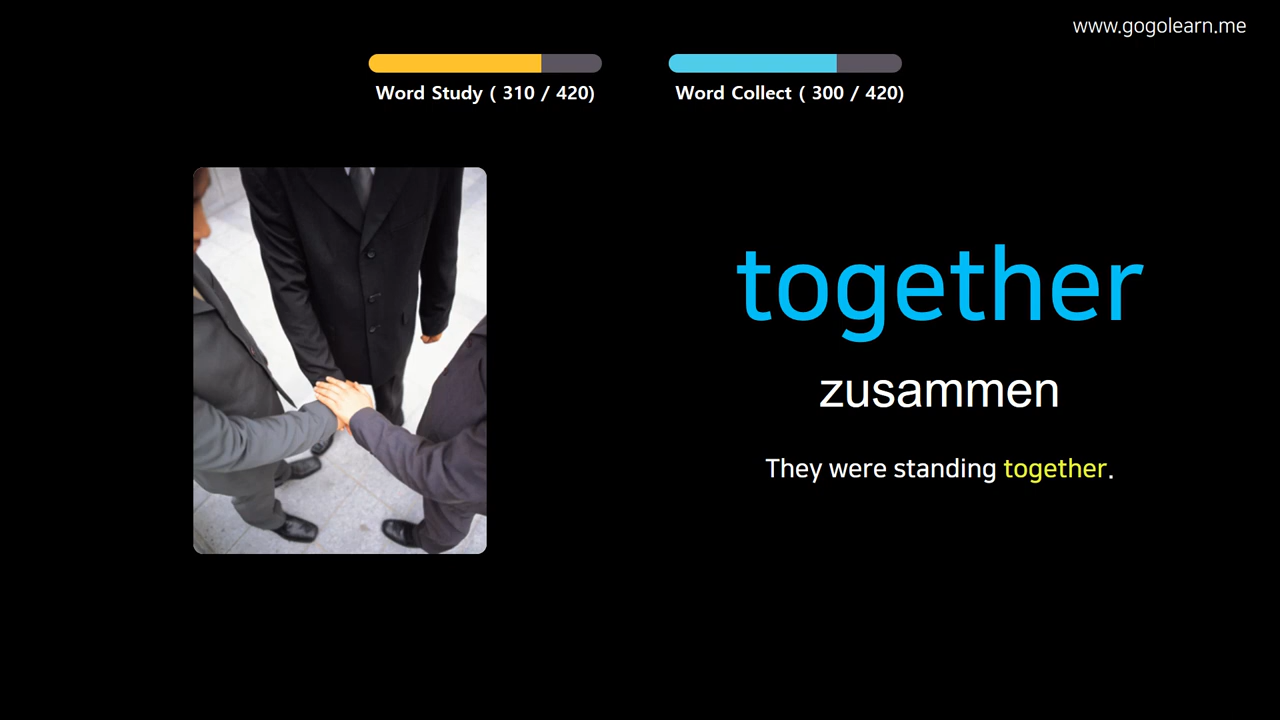 www.gogolearn.me
Word Study ( 310 / 420)
Word Collect ( 300 / 420)
together
zusammen
They were standing together.